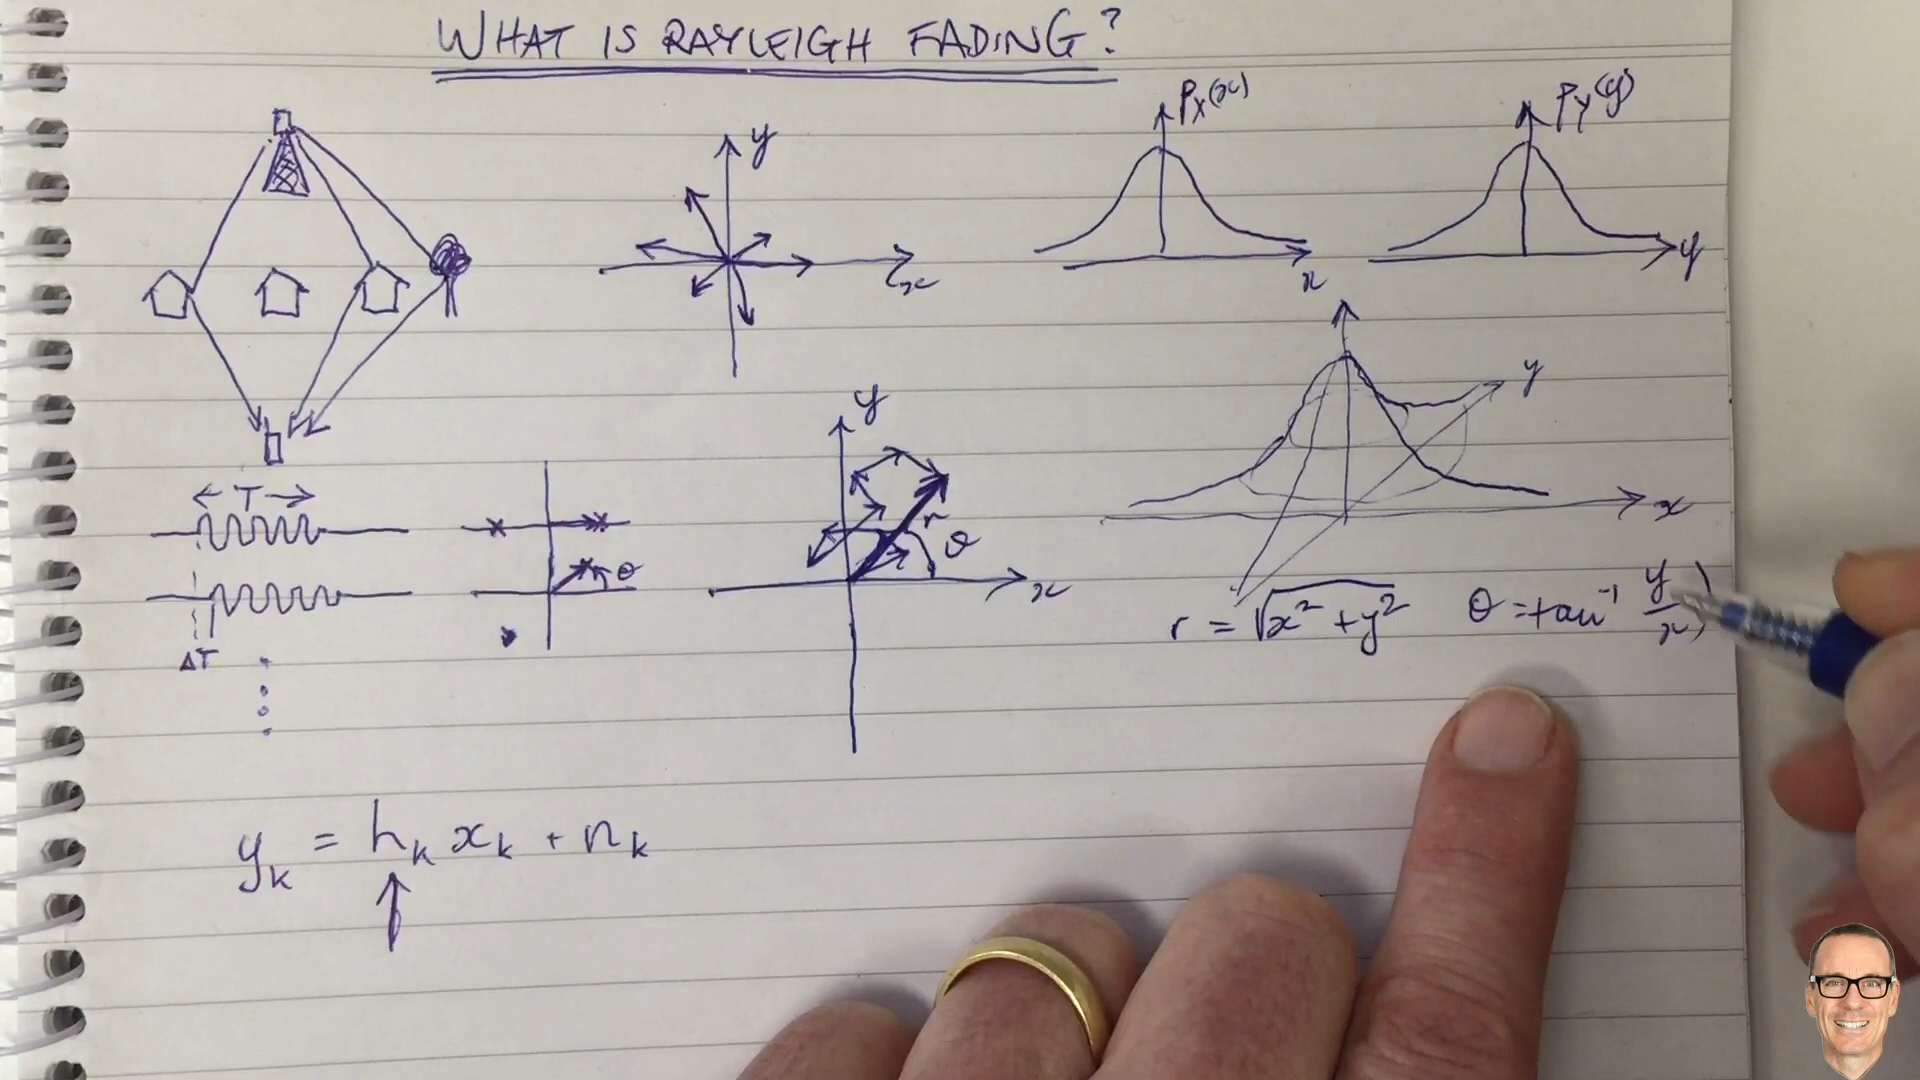 WHAT IS RAYLEIGH FADING?
y
x
Px(x)
x
PY(y)
y
y
x
← T →
θ
ΔT
y
r
θ
x
r = √x² + y²
θ = tan⁻¹ y/x)
yₖ = hₖ xₖ + nₖ